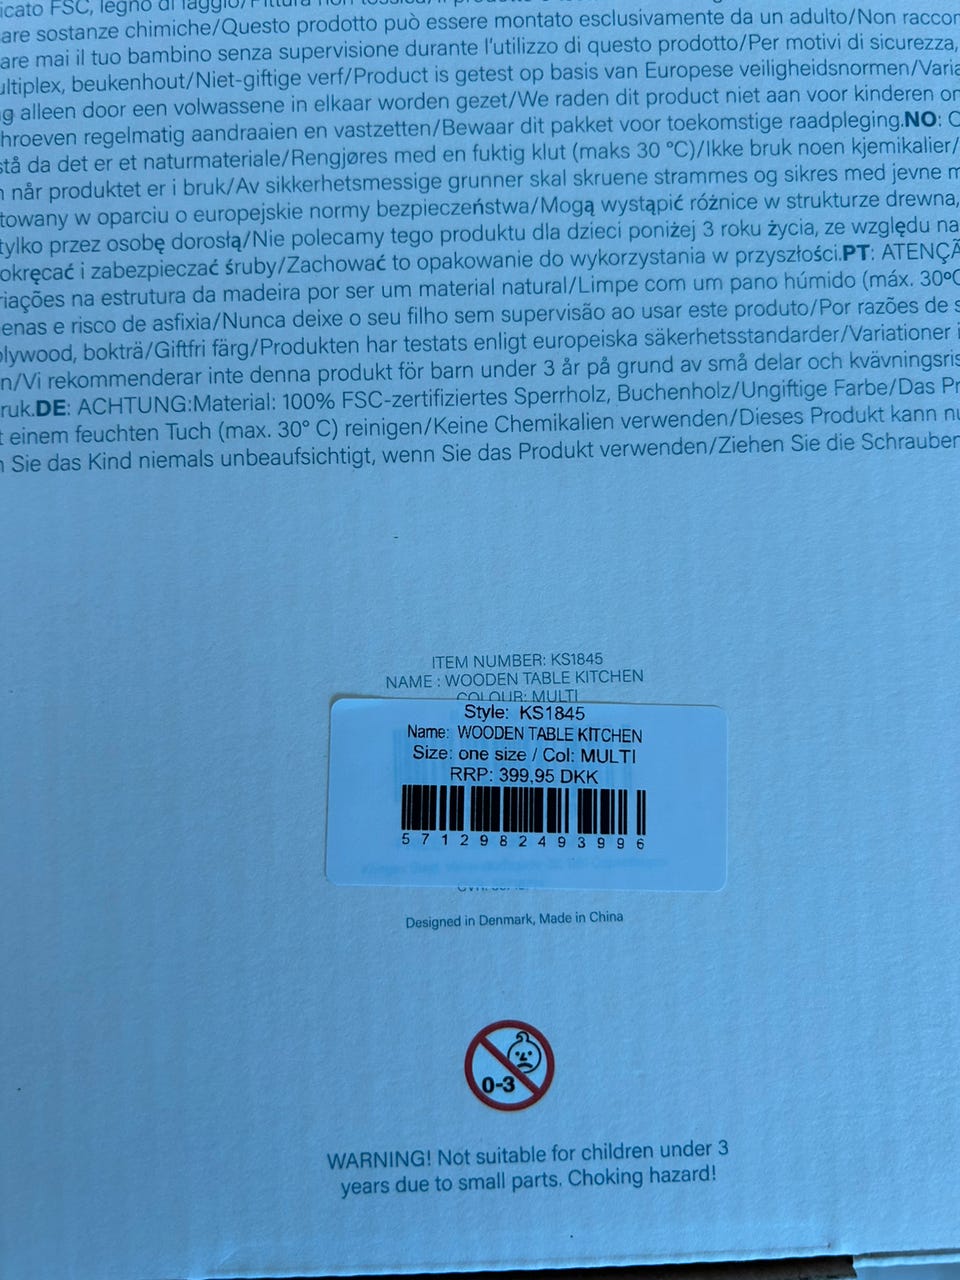 icato FSC, legno di faggio/Pittura non tossica/Il prodotto è
are sostanze chimiche/Questo prodotto può essere montato esclusivamente da un adulto/Non raccom
are mai il tuo bambino senza supervisione durante l'utilizzo di questo prodotto/Per motivi di sicurezza,
ultiplex, beukenhout/Niet-giftige verf/Product is getest op basis van Europese veiligheidsnormen/Varia
g alleen door een volwassene in elkaar worden gezet/We raden dit product niet aan voor kinderen on
hroeven regelmatig aandraaien en vastzetten/Bewaar dit pakket voor toekomstige raadpleging.NO: O
stå da det er et naturmateriale/Rengjøres med en fuktig klut (maks 30 °C)/Ikke bruk noen kjemikalier/
n når produktet er i bruk/Av sikkerhetsmessige grunner skal skruene strammes og sikres med jevne m
towany w oparciu o europejskie normy bezpieczeństwa/Mogą wystąpić różnice w strukturze drewna,
tylko przez osobę dorosłą/Nie polecamy tego produktu dla dzieci poniżej 3 roku życia, ze względu na
okręcać i zabezpieczać śruby/Zachować to opakowanie do wykorzystania w przyszłości.PT: ATENÇÃ
riações na estrutura da madeira por ser um material natural/Limpe com um pano húmido (máx. 30°C
enas e risco de asfixia/Nunca deixe o seu filho sem supervisão ao usar este produto/Por razões de s
plywood, bokträ/Giftfri färg/Produkten har testats enligt europeiska säkerhetsstandarder/Variationer i
n/Vi rekommenderar inte denna produkt för barn under 3 år på grund av små delar och kvävningsris
ruk.DE: ACHTUNG:Material: 100% FSC-zertifiziertes Sperrholz, Buchenholz/Ungiftige Farbe/Das Pr
t einem feuchten Tuch (max. 30° C) reinigen/Keine Chemikalien verwenden/Dieses Produkt kann nu
n Sie das Kind niemals unbeaufsichtigt, wenn Sie das Produkt verwenden/Ziehen Sie die Schrauben
ITEM NUMBER: KS1845
NAME : WOODEN TABLE KITCHEN
COLOUR: MULTI
Style: KS1845
Name: WOODEN TABLE KITCHEN
Size: one size / Col: MULTI
RRP: 399,95 DKK
5712982493996
Designed in Denmark, Made in China
0-3
WARNING! Not suitable for children under 3
years due to small parts. Choking hazard!